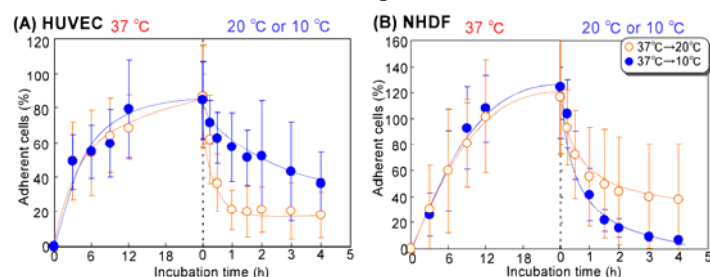 (A) HUVEC 37 ℃ 20 ℃ or 10 ℃
Adherent cells (%)
120
100
80
60
40
20
0
0 6 12 0 1 2 3 4 5
Incubation time (h)
(B) NHDF 37 ℃ 20 ℃ or 10 ℃
37℃→20℃
37℃→10℃
Adherent cells (%)
160
140
120
100
80
60
40
20
0
0 6 12 0 1 2 3 4 5
Incubation time (h)